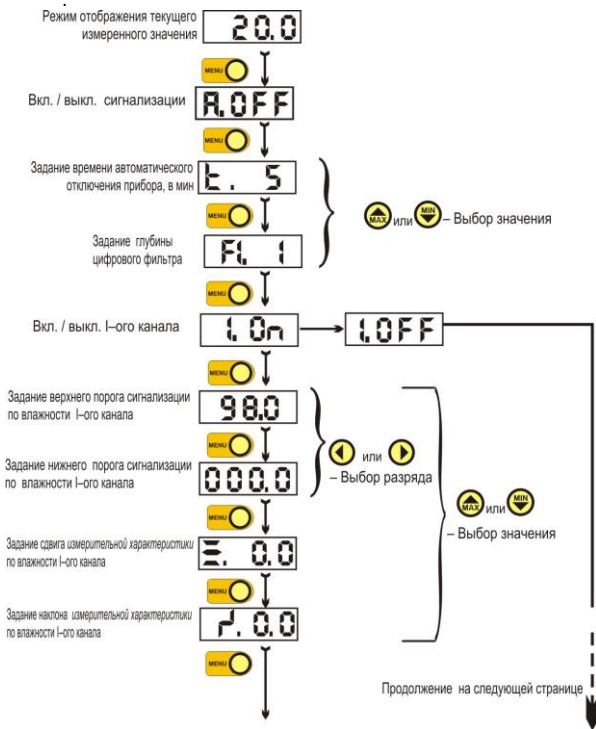 Режим отображения текущего
измеренного значения
20.0
MENU
Вкл. / выкл. сигнализации
A.OFF
MENU
Задание времени автоматического
отключения прибора, в мин
t. 5
MENU
MAX или MIN – Выбор значения
Задание глубины
цифрового фильтра
FI. 1
MENU
Вкл. / выкл. I–ого канала
1. On
1.OFF
MENU
Задание верхнего порога сигнализации
по влажности I–ого канала
98.0
MENU
или
– Выбор разряда
Задание нижнего порога сигнализации
по влажности I–ого канала
000.0
MENU
MAX или MIN
– Выбор значения
Задание сдвига измерительной характеристики
по влажности I–ого канала
0.0
MENU
Задание наклона измерительной характеристики
по влажности I–ого канала
0.0
MENU
Продолжение на следующей странице